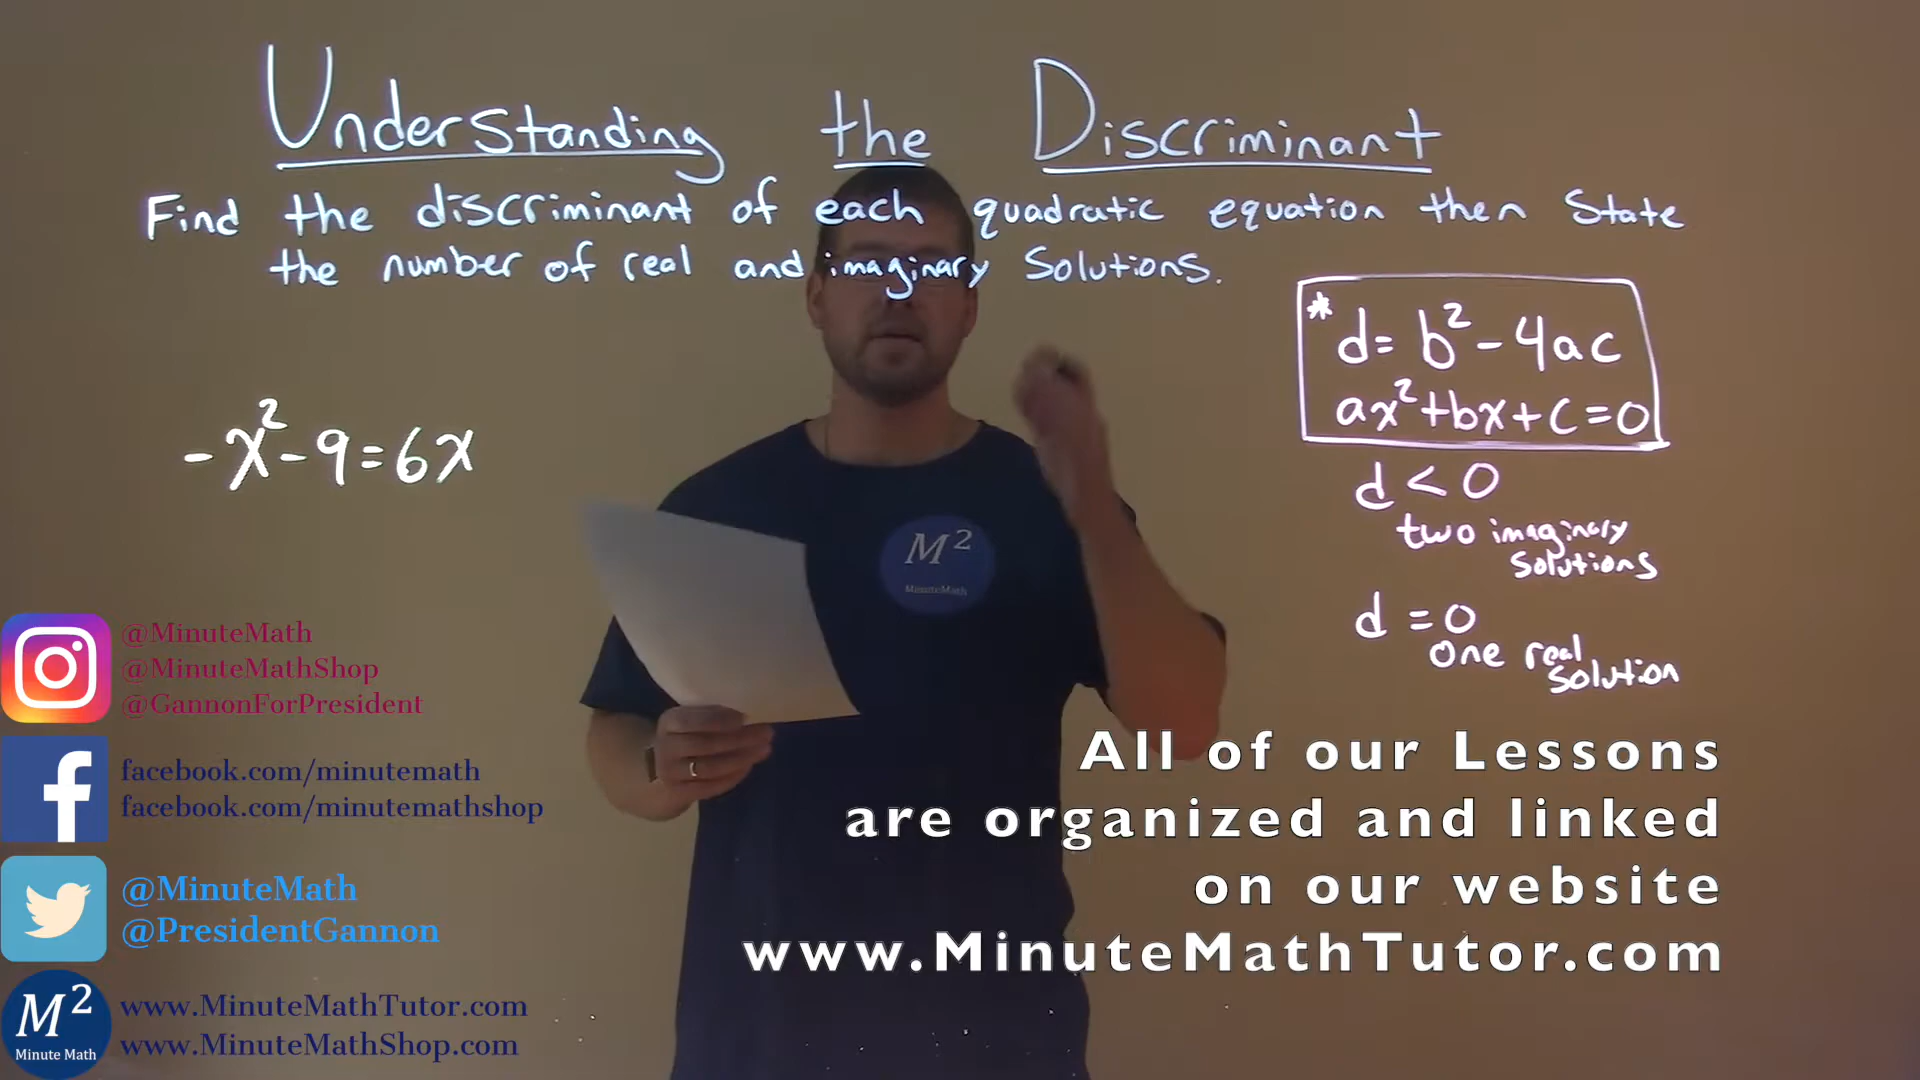 Understanding the Discriminant
Find the discriminant of each quadratic equation then state
the number of real and imaginary solutions.
* d = b² - 4ac
ax² + bx + c = 0
-x² - 9 = 6x
d < 0
two imaginary
solutions
d = 0
one real
solution
M²
MinuteMath
@MinuteMath
@MinuteMathShop
@GannonForPresident
facebook.com/minutemath
facebook.com/minutemathshop
@MinuteMath
@PresidentGannon
M²
Minute Math
www.MinuteMathTutor.com
www.MinuteMathShop.com
All of our Lessons
are organized and linked
on our website
www.MinuteMathTutor.com